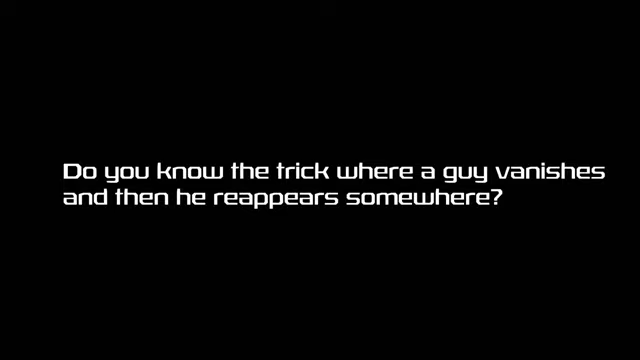 Do you know the trick where a guy vanishes
and then he reappears somewhere?